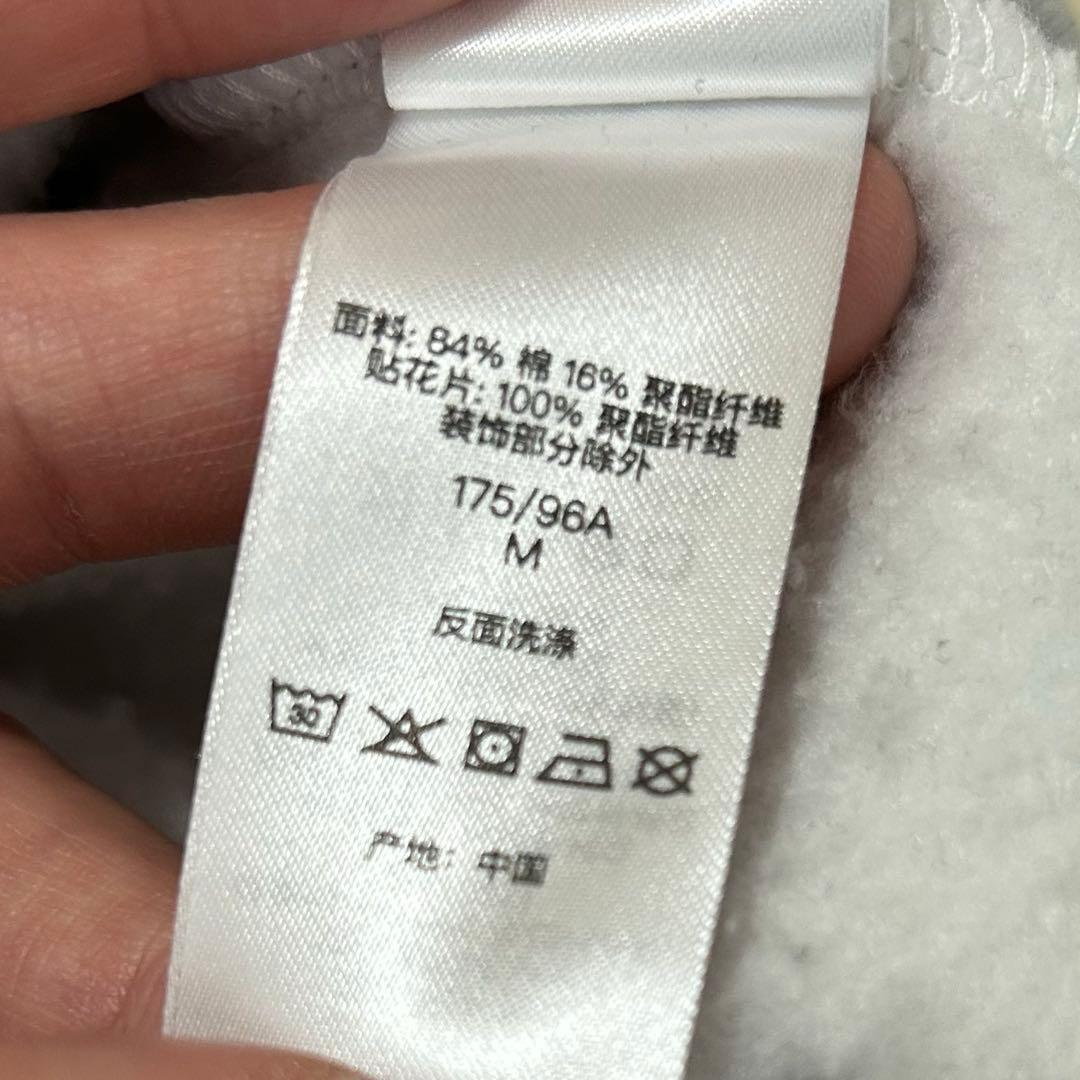 面料: 84% 棉 16% 聚酯纤维
贴花片: 100% 聚酯纤维
装饰部分除外
175/96A
M
反面洗涤
30
产地: 中国